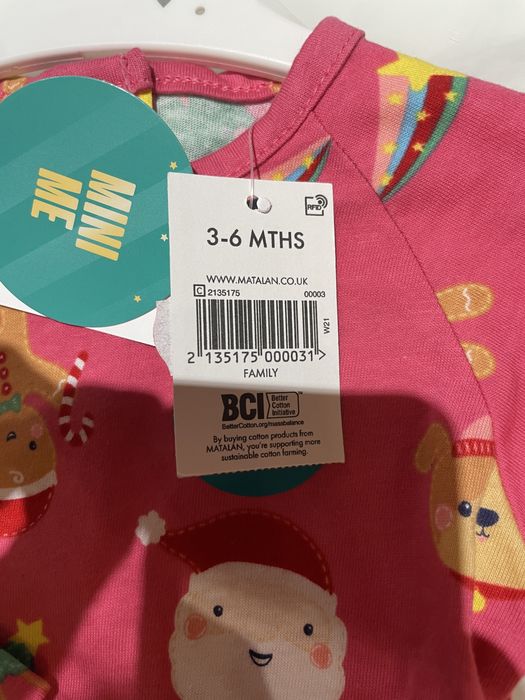 MINI
ME
RFID
3-6 MTHS
WWW.MATALAN.CO.UK
C 2135175 00003
W21
2 135175 000031 >
FAMILY
BCI Better
Cotton
Initiative
BetterCotton.org/massbalance
By buying cotton products from
MATALAN, you're supporting more
sustainable cotton farming.